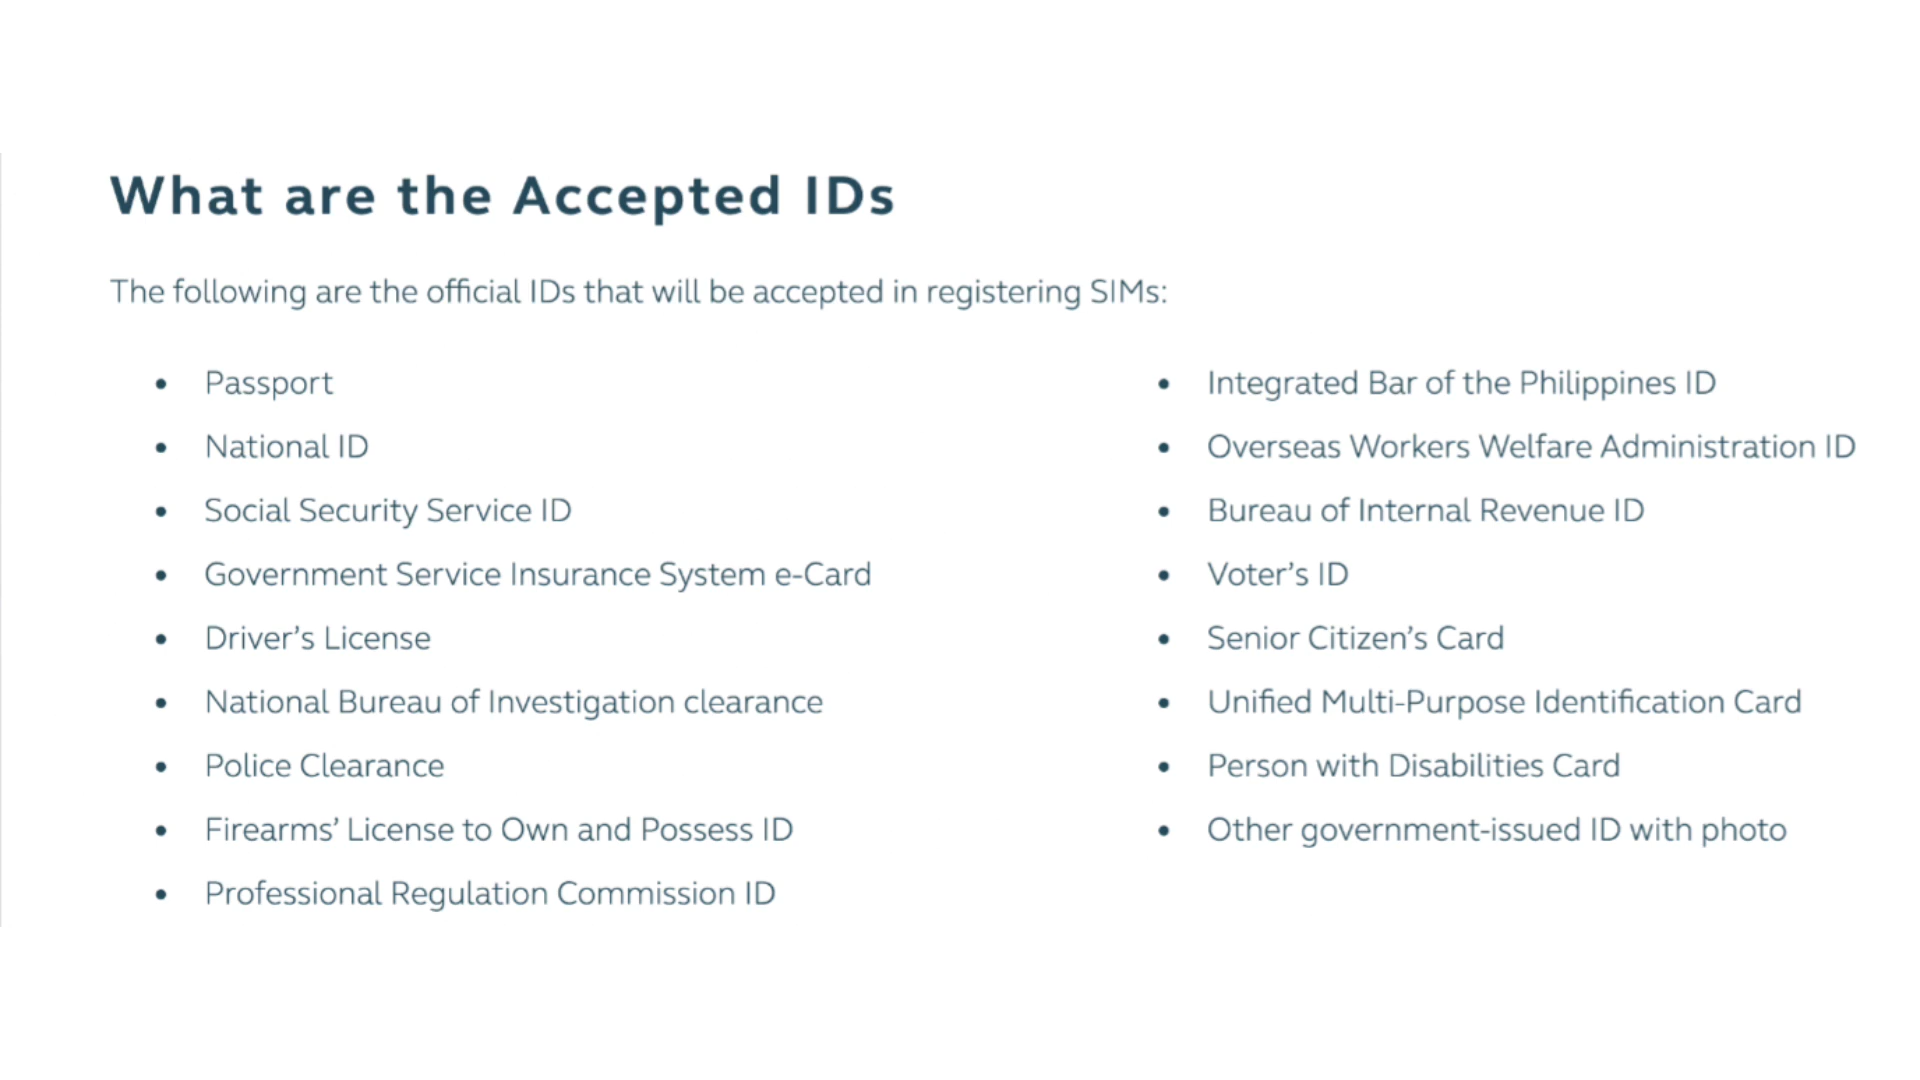 What are the Accepted IDs
The following are the official IDs that will be accepted in registering SIMs:
• Passport
• National ID
• Social Security Service ID
• Government Service Insurance System e-Card
• Driver’s License
• National Bureau of Investigation clearance
• Police Clearance
• Firearms’ License to Own and Possess ID
• Professional Regulation Commission ID
• Integrated Bar of the Philippines ID
• Overseas Workers Welfare Administration ID
• Bureau of Internal Revenue ID
• Voter’s ID
• Senior Citizen’s Card
• Unified Multi-Purpose Identification Card
• Person with Disabilities Card
• Other government-issued ID with photo